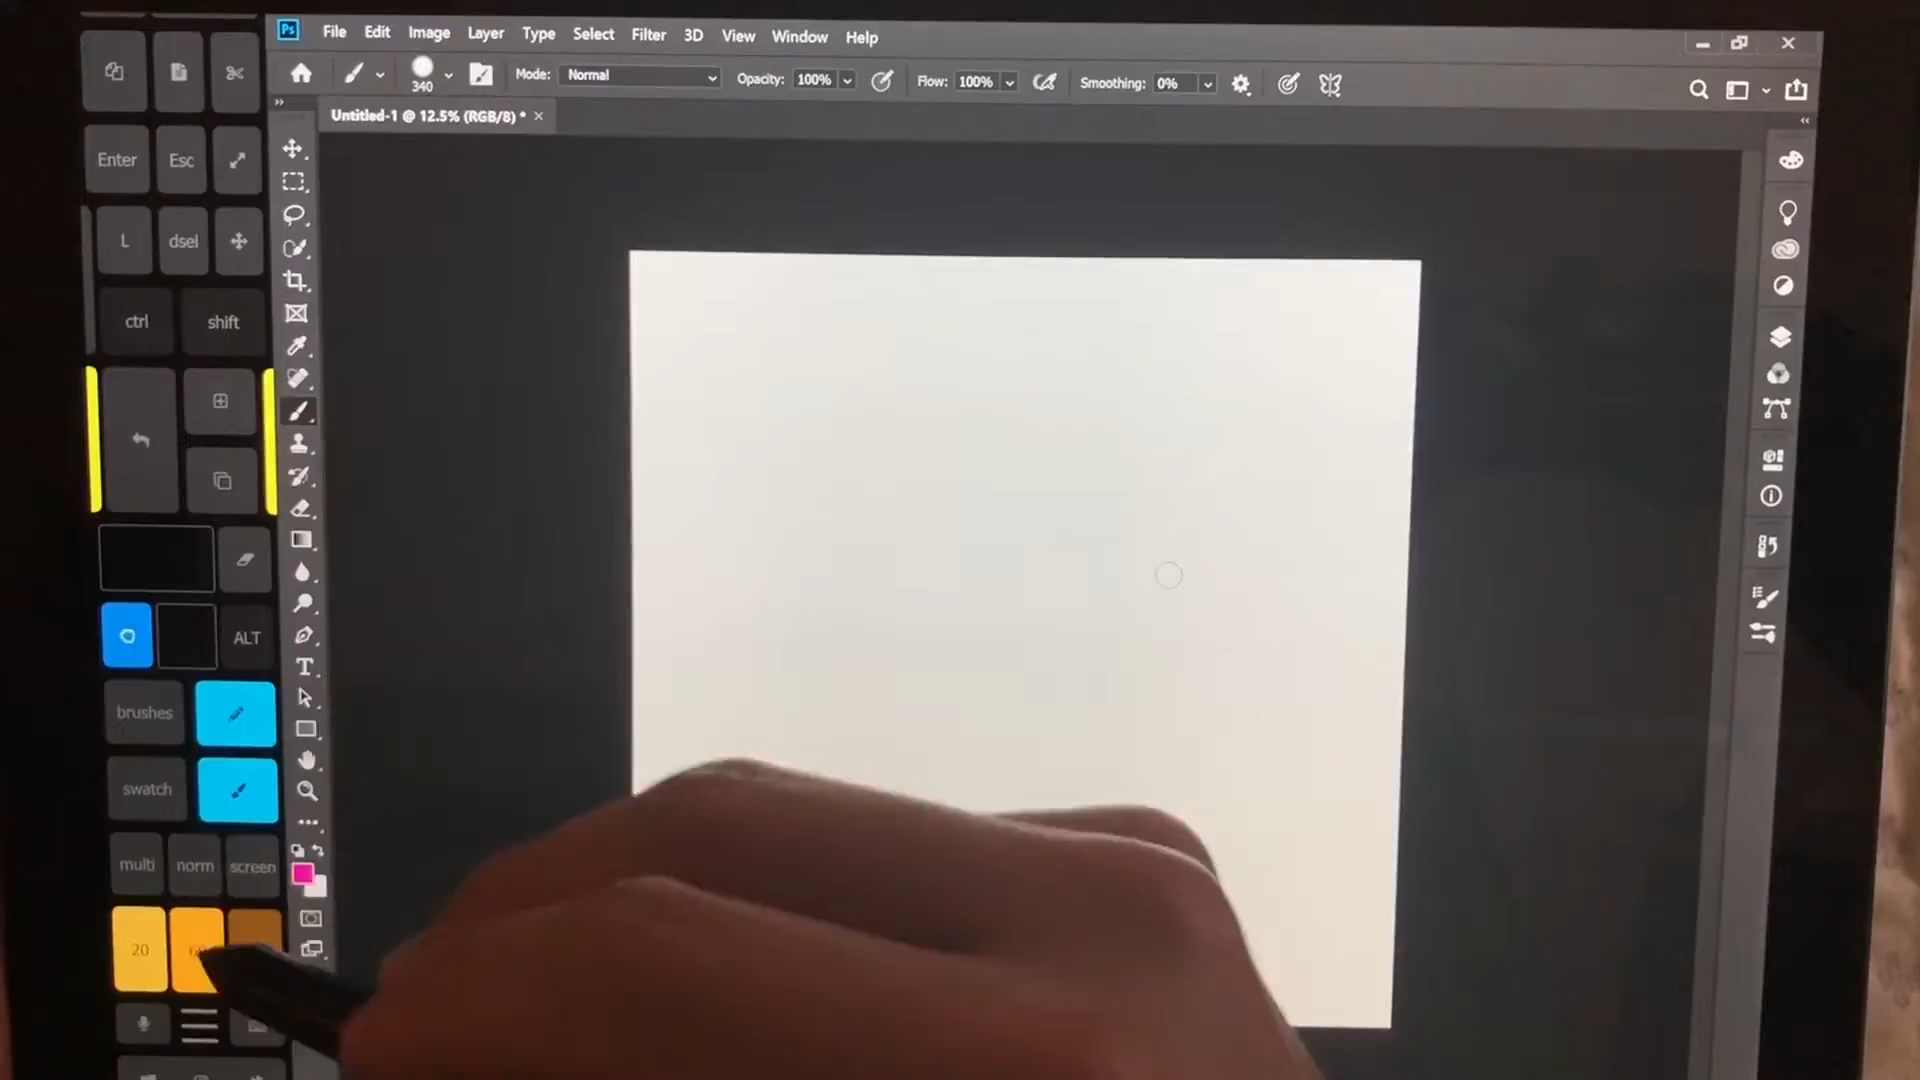 Ps File Edit Image Layer Type Select Filter 3D View Window Help
340 Mode: Normal Opacity: 100% Flow: 100% Smoothing: 0%
Untitled-1 @ 12.5% (RGB/8) *
Enter Esc
L dsel
ctrl shift
ALT
brushes
swatch
multi norm screen
20